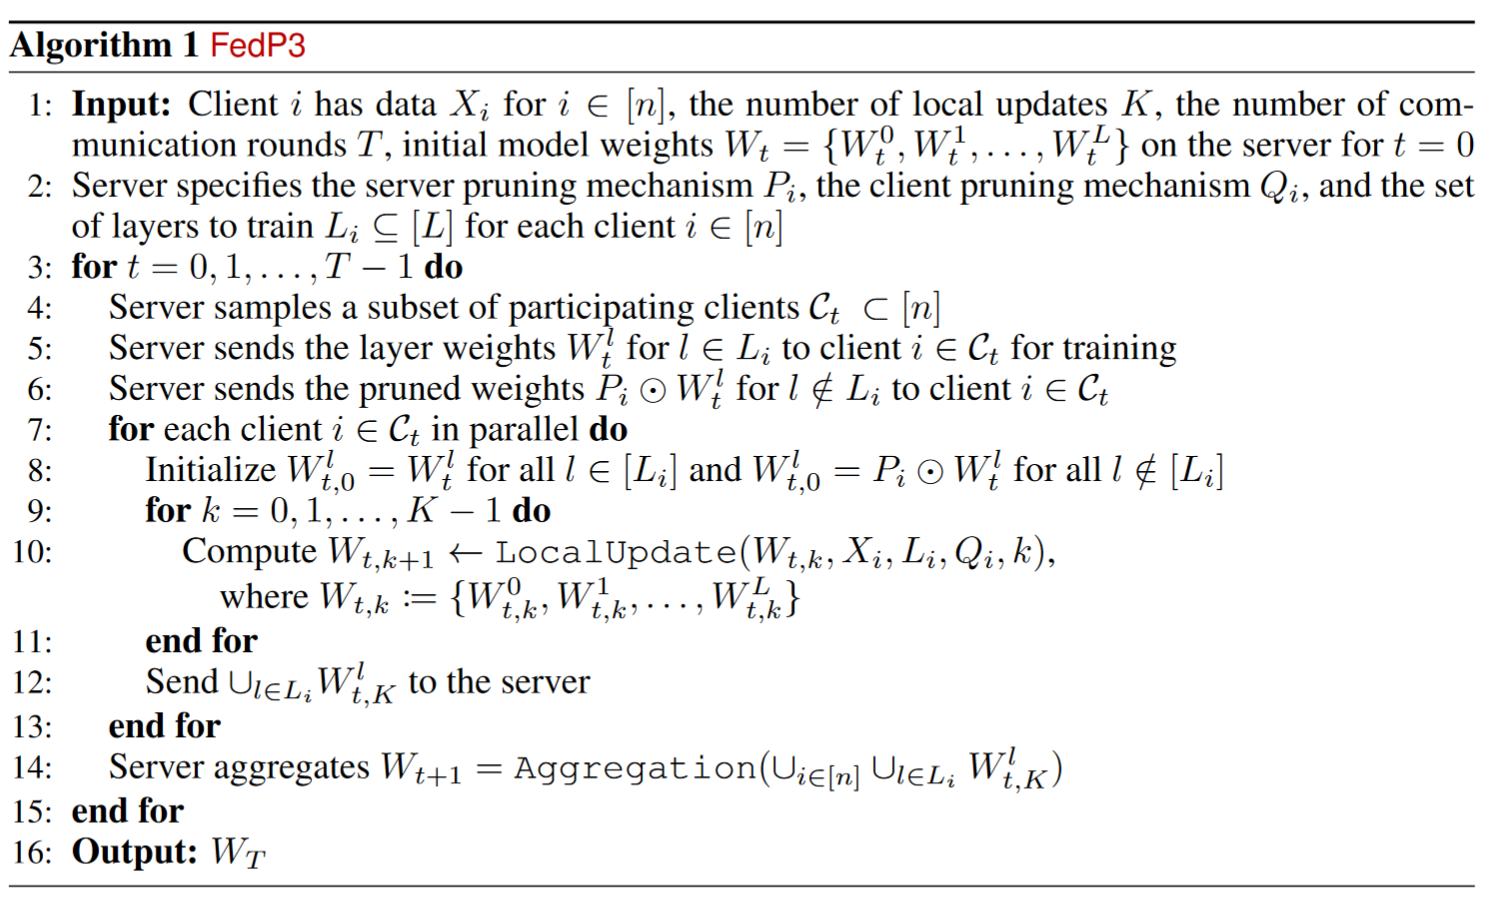 Algorithm 1 FedP3
1: Input: Client $i$ has data $X_i$ for $i \in [n]$, the number of local updates $K$, the number of com-
munication rounds $T$, initial model weights $W_t = \{W_t^0, W_t^1, \ldots, W_t^L\}$ on the server for $t = 0$
2: Server specifies the server pruning mechanism $P_i$, the client pruning mechanism $Q_i$, and the set
of layers to train $L_i \subseteq [L]$ for each client $i \in [n]$
3: for $t = 0, 1, \ldots, T - 1$ do
4: Server samples a subset of participating clients $\mathcal{C}_t \subset [n]$
5: Server sends the layer weights $W_t^l$ for $l \in L_i$ to client $i \in \mathcal{C}_t$ for training
6: Server sends the pruned weights $P_i \odot W_t^l$ for $l \notin L_i$ to client $i \in \mathcal{C}_t$
7: for each client $i \in \mathcal{C}_t$ in parallel do
8: Initialize $W_{t,0}^l = W_t^l$ for all $l \in [L_i]$ and $W_{t,0}^l = P_i \odot W_t^l$ for all $l \notin [L_i]$
9: for $k = 0, 1, \ldots, K - 1$ do
10: Compute $W_{t,k+1} \leftarrow$ LocalUpdate$(W_{t,k}, X_i, L_i, Q_i, k)$,
where $W_{t,k} := \{W_{t,k}^0, W_{t,k}^1, \ldots, W_{t,k}^L\}$
11: end for
12: Send $\cup_{l \in L_i} W_{t,K}^l$ to the server
13: end for
14: Server aggregates $W_{t+1} =$ Aggregation$(\cup_{i \in [n]} \cup_{l \in L_i} W_{t,K}^l)$
15: end for
16: Output: $W_T$